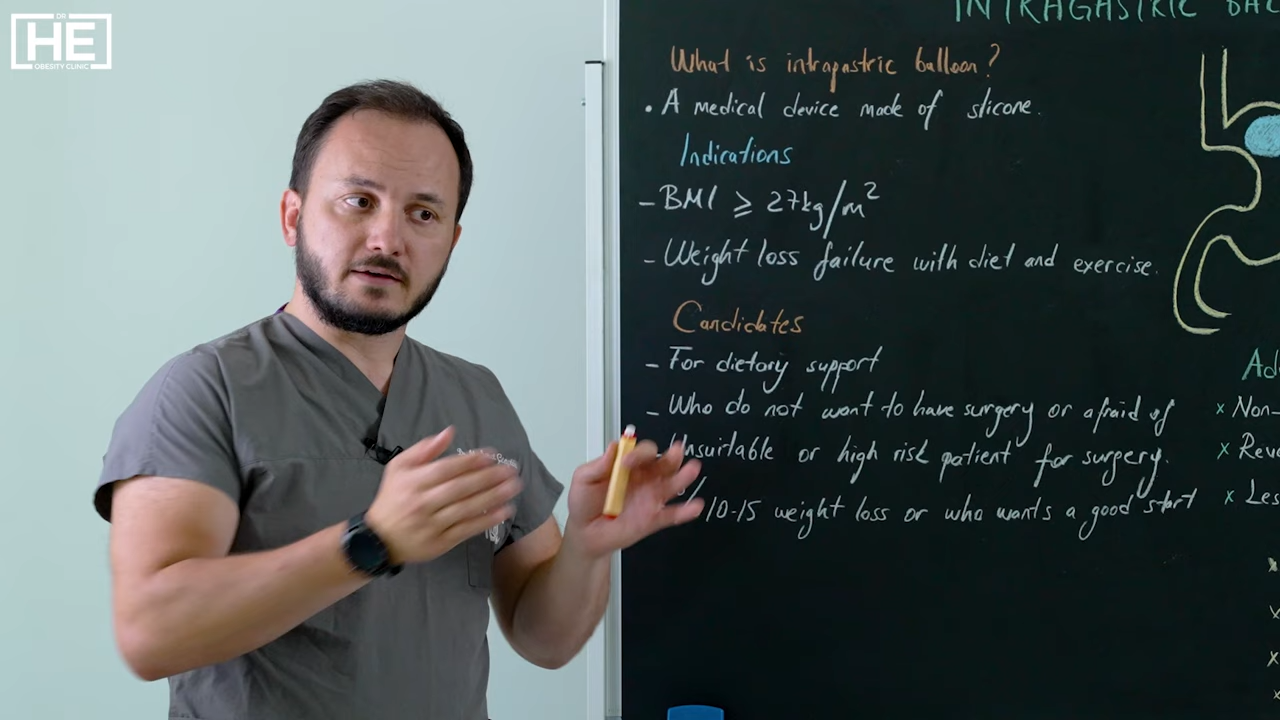 DR
HE
OBESITY CLINIC
INTRAGASTRIC BAL
What is intragastric balloon?
• A medical device made of silicone.
Indications
- BMI ⩾ 27kg/m²
- Weight loss failure with diet and exercise.
Candidates
- For dietary support
- Who do not want to have surgery or afraid of
- Unsuitable or high risk patient for surgery.
10-15 weight loss or who wants a good start
Ad
x Non-
x Reve
x Les